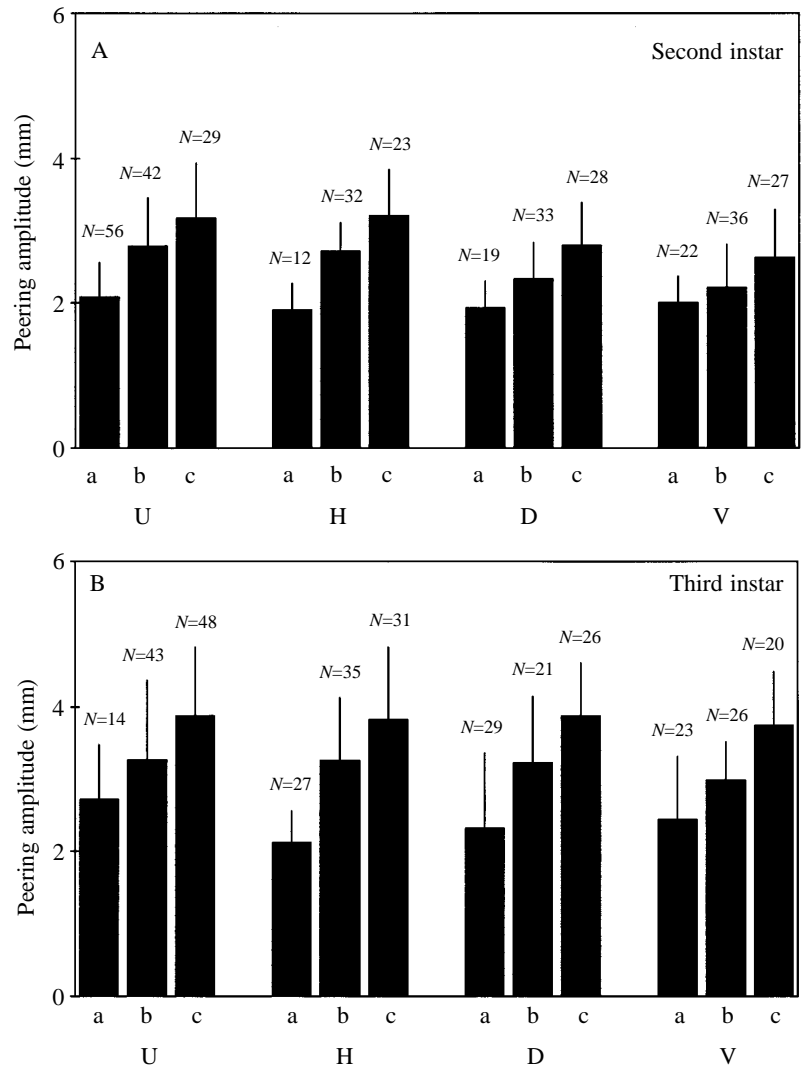 6
A
Second instar
N=29
N=23
4
N=42
N=32
N=28
N=27
N=56
N=33
N=36
N=12
N=19
N=22
Peering amplitude (mm)
2
0
a b c a b c a b c a b c
U H D V
6
B
Third instar
N=48
N=31
N=26
N=20
N=43
N=35
N=21
4
N=14
N=29
N=23
N=26
N=27
Peering amplitude (mm)
2
0
a b c a b c a b c a b c
U H D V